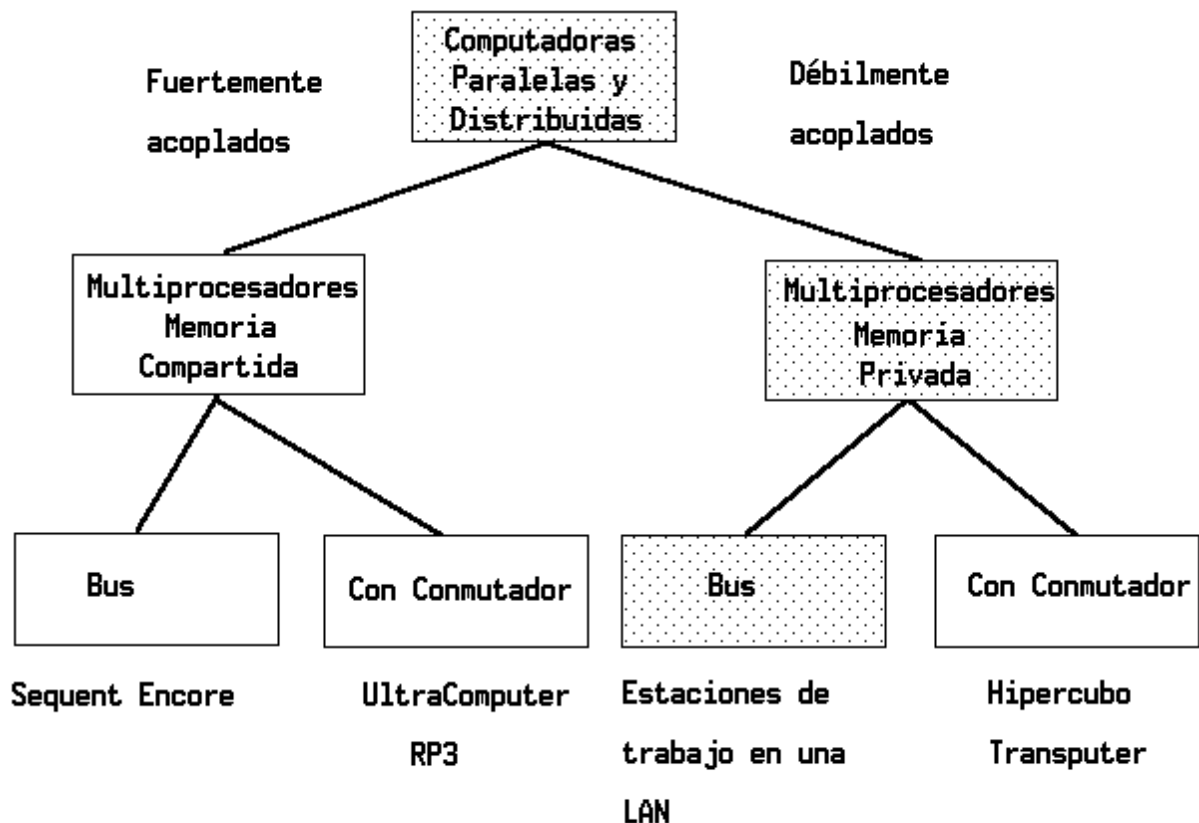 Computadoras
Paralelas y
Distribuidas
Fuertemente
acoplados
Débilmente
acoplados
Multiprocesadores
Memoria
Compartida
Multiprocesadores
Memoria
Privada
Bus
Con Conmutador
Bus
Con Conmutador
Sequent Encore
UltraComputer
RP3
Estaciones de
trabajo en una
LAN
Hipercubo
Transputer